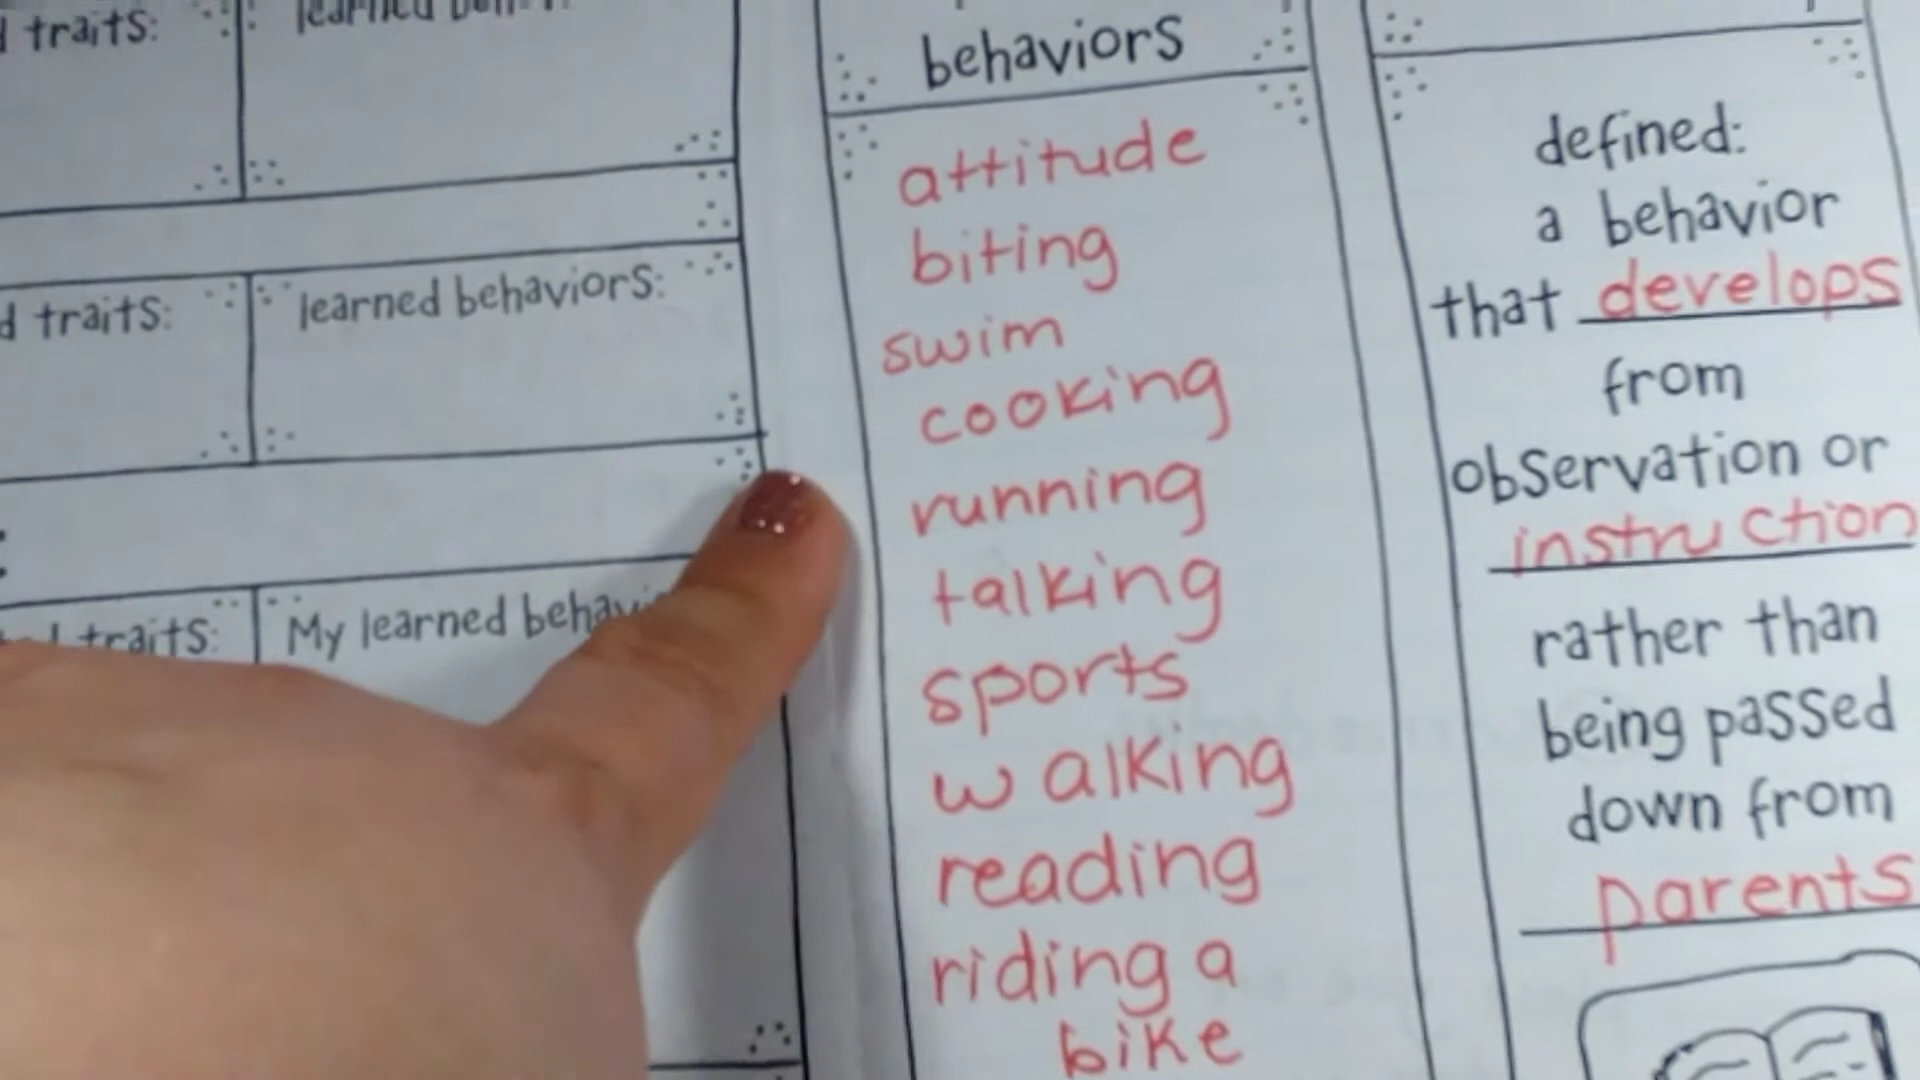 traits:
learned
traits:
learned behaviors:
traits:
My learned
behaviors
attitude
biting
swim
cooking
running
talking
sports
walking
reading
riding a
bike
defined:
a behavior
that develops
from
observation or
instruction
rather than
being passed
down from
parents